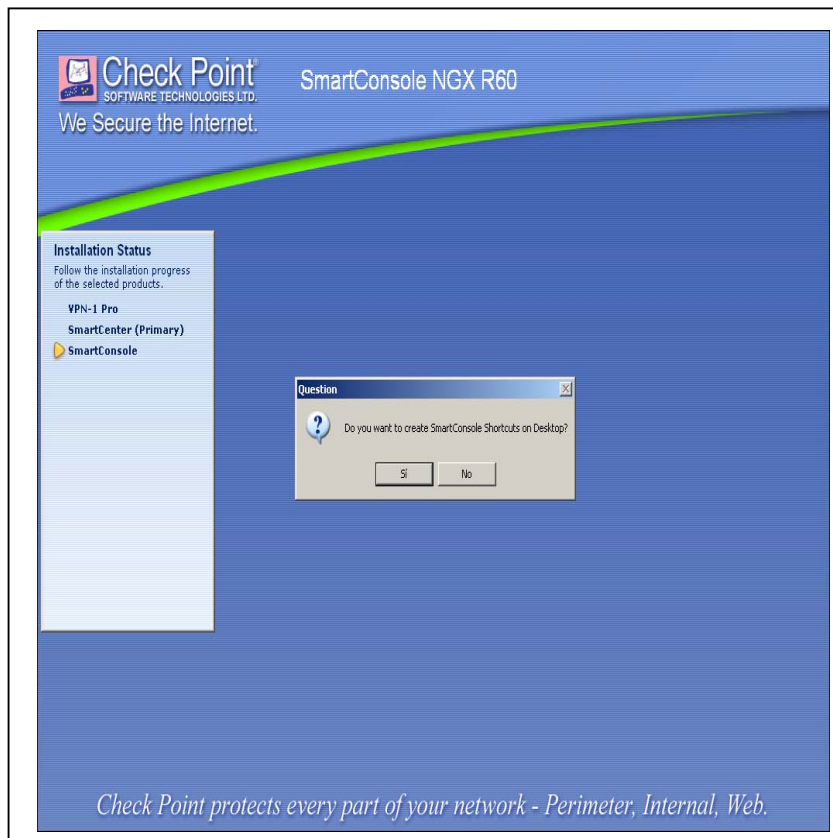 Check Point
SOFTWARE TECHNOLOGIES LTD.
We Secure the Internet.
SmartConsole NGX R60
Installation Status
Follow the installation progress
of the selected products.
VPN-1 Pro
SmartCenter (Primary)
SmartConsole
Question
Do you want to create SmartConsole Shortcuts on Desktop?
Sí
No
Check Point protects every part of your network - Perimeter, Internal, Web.